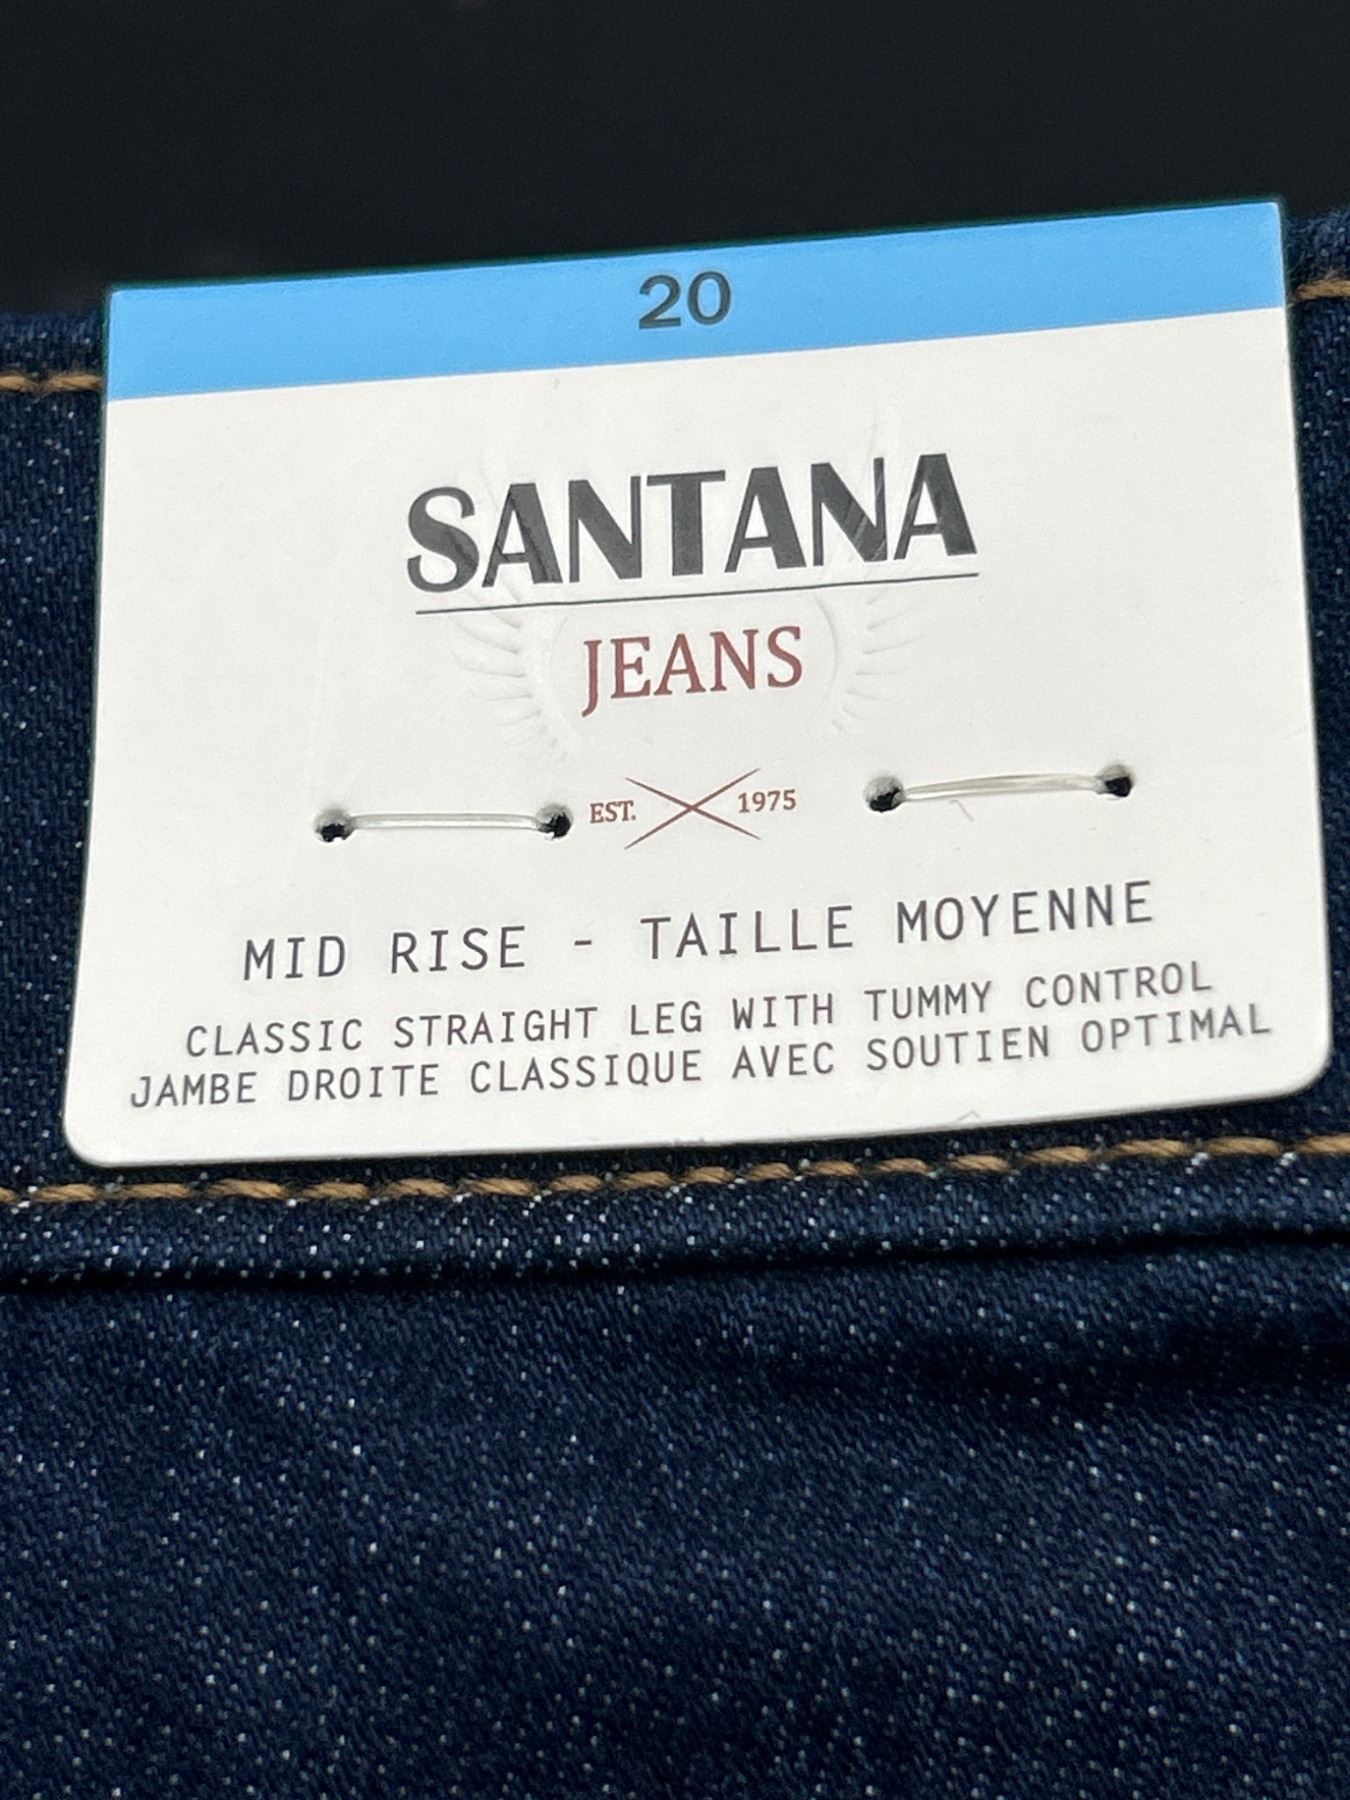 20
SANTANA
JEANS
EST. 1975
MID RISE - TAILLE MOYENNE
CLASSIC STRAIGHT LEG WITH TUMMY CONTROL
JAMBE DROITE CLASSIQUE AVEC SOUTIEN OPTIMAL